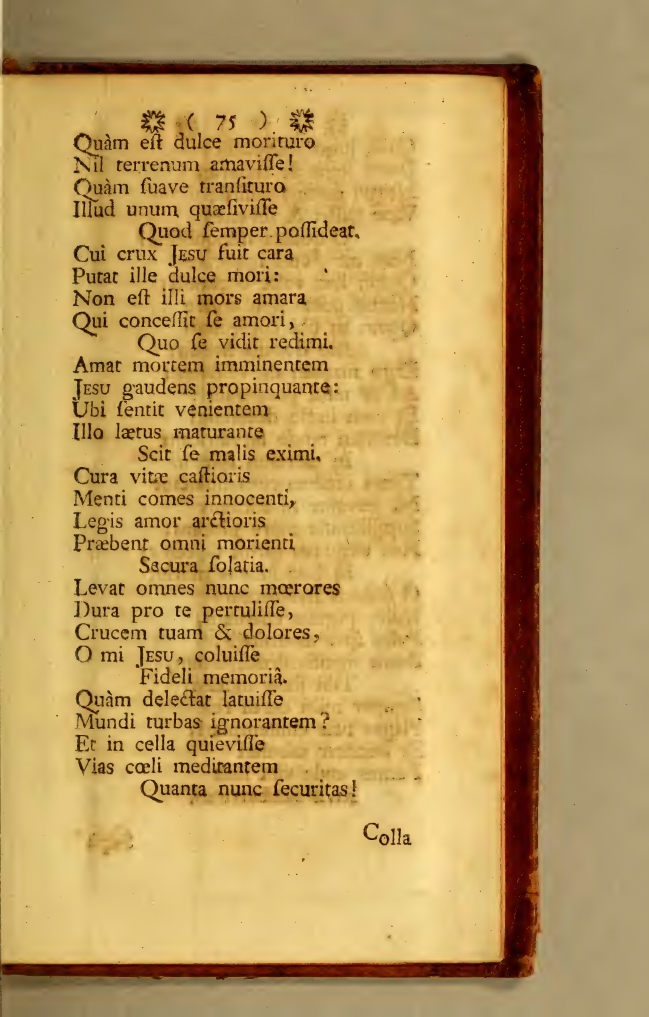 ( 75 )
Quàm eſt dulce morituro
Nil terrenum amaviſſe!
Quàm ſuave tranſituro
Illud unum quæſiviſſe
Quod ſemper poſſideat.
Cui crux JESU fuit cara
Putat ille dulce mori:
Non eſt illi mors amara
Qui conceſſit ſe amori,
Quo ſe vidit redimi.
Amat mortem imminentem
JESU gaudens propinquante:
Ubi ſentit venientem
Illo lætus maturante
Scit ſe malis eximi.
Cura vitæ caſtioris
Menti comes innocenti,
Legis amor arctioris
Præbent omni morienti
Sacura ſolatia.
Levat omnes nunc mœrores
Dura pro te pertuliſſe,
Crucem tuam & dolores,
O mi JESU, coluiſſe
Fideli memoriâ.
Quàm delectat latuiſſe
Mundi turbas ignorantem?
Et in cella quieviſſe
Vias cœli meditantem
Quanta nunc ſecuritas!
Colla